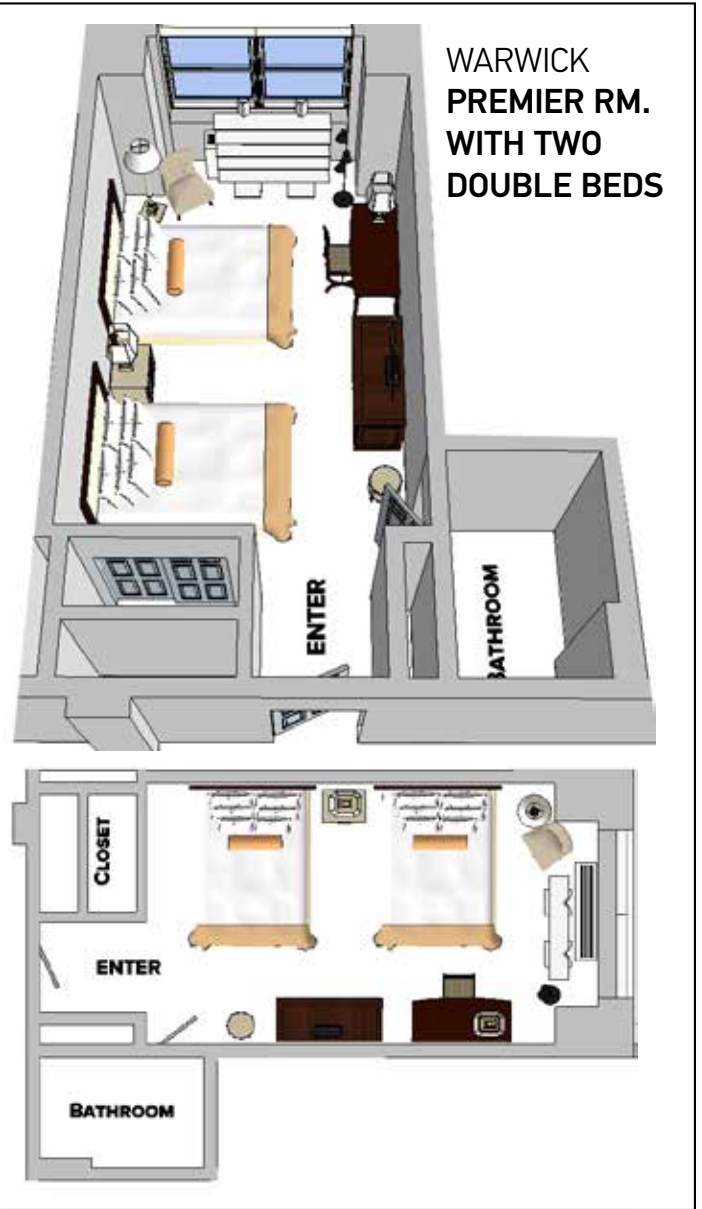 WARWICK
PREMIER RM.
WITH TWO
DOUBLE BEDS
ENTER
BATHROOM
CLOSET
ENTER
BATHROOM